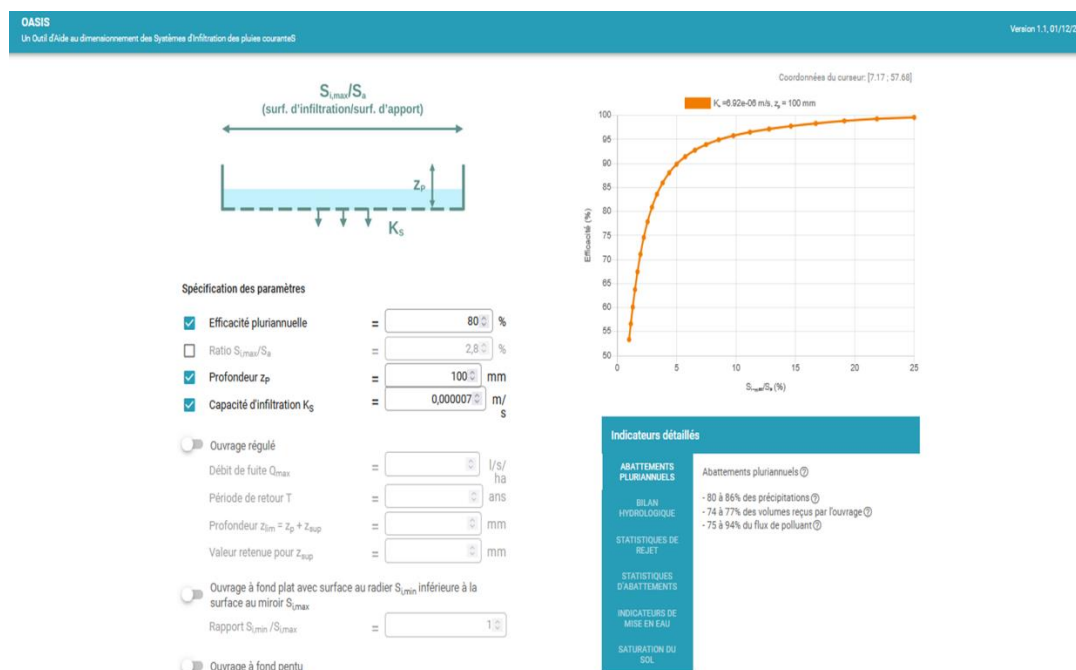 OASIS
Un Outil d'Aide au dimensionnement des Systèmes d'Infiltration des pluies couranteS
Version 1.1, 01/12/2
Si,max/Sa
(surf. d'infiltration/surf. d'apport)
zP
KS
Spécification des paramètres
Efficacité pluriannuelle = 80 %
Ratio Si,max/Sa = 2,8 %
Profondeur zP = 100 mm
Capacité d'infiltration KS = 0,000007 m/
s
Ouvrage régulé
Débit de fuite Qmax = l/s/
ha
Période de retour T = ans
Profondeur zlim = zp + zsup = mm
Valeur retenue pour zsup = mm
Ouvrage à fond plat avec surface au radier Si,min inférieure à la
surface au miroir Si,max
Rapport Si,min /Si,max = 1
Ouvrage à fond pentu
Coordonnées du curseur: [7.17 ; 57.68]
Ks =6.92e-06 m/s, zp = 100 mm
Efficacité (%)
100
95
90
85
80
75
70
65
60
55
50
0 5 10 15 20 25
Si,max/Sa (%)
Indicateurs détaillés
ABATTEMENTS
PLURIANNUELS
BILAN
HYDROLOGIQUE
STATISTIQUES DE
REJET
STATISTIQUES
D'ABATTEMENTS
INDICATEURS DE
MISE EN EAU
SATURATION DU
SOL
Abattements pluriannuels ?
- 80 à 86% des précipitations ?
- 74 à 77% des volumes reçus par l'ouvrage ?
- 75 à 94% du flux de polluant ?